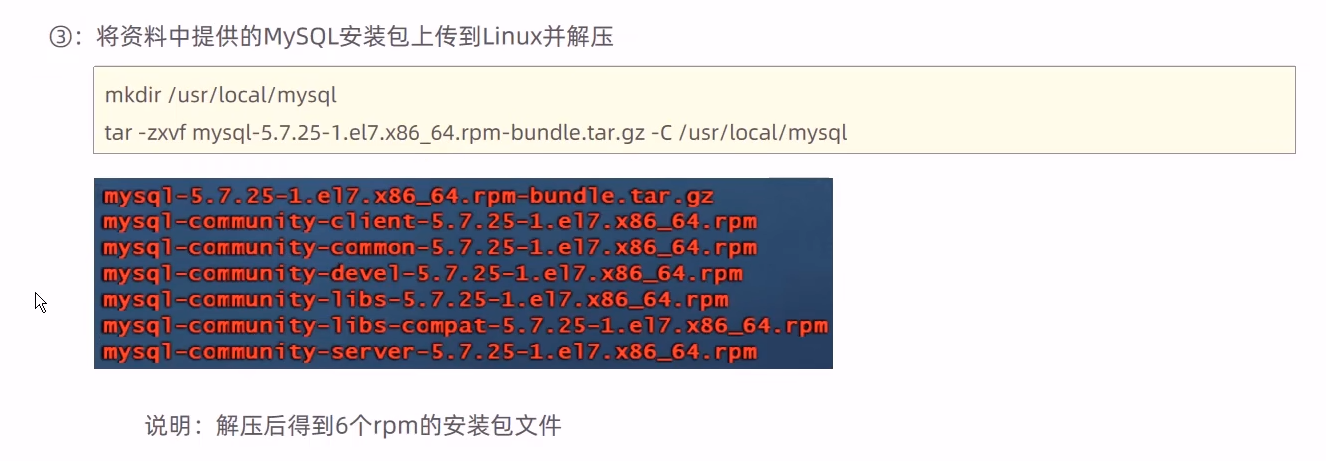 ③：将资料中提供的MySQL安装包上传到Linux并解压
mkdir /usr/local/mysql
tar -zxvf mysql-5.7.25-1.el7.x86_64.rpm-bundle.tar.gz -C /usr/local/mysql
mysql-5.7.25-1.el7.x86_64.rpm-bundle.tar.gz
mysql-community-client-5.7.25-1.el7.x86_64.rpm
mysql-community-common-5.7.25-1.el7.x86_64.rpm
mysql-community-devel-5.7.25-1.el7.x86_64.rpm
mysql-community-libs-5.7.25-1.el7.x86_64.rpm
mysql-community-libs-compat-5.7.25-1.el7.x86_64.rpm
mysql-community-server-5.7.25-1.el7.x86_64.rpm
说明：解压后得到6个rpm的安装包文件